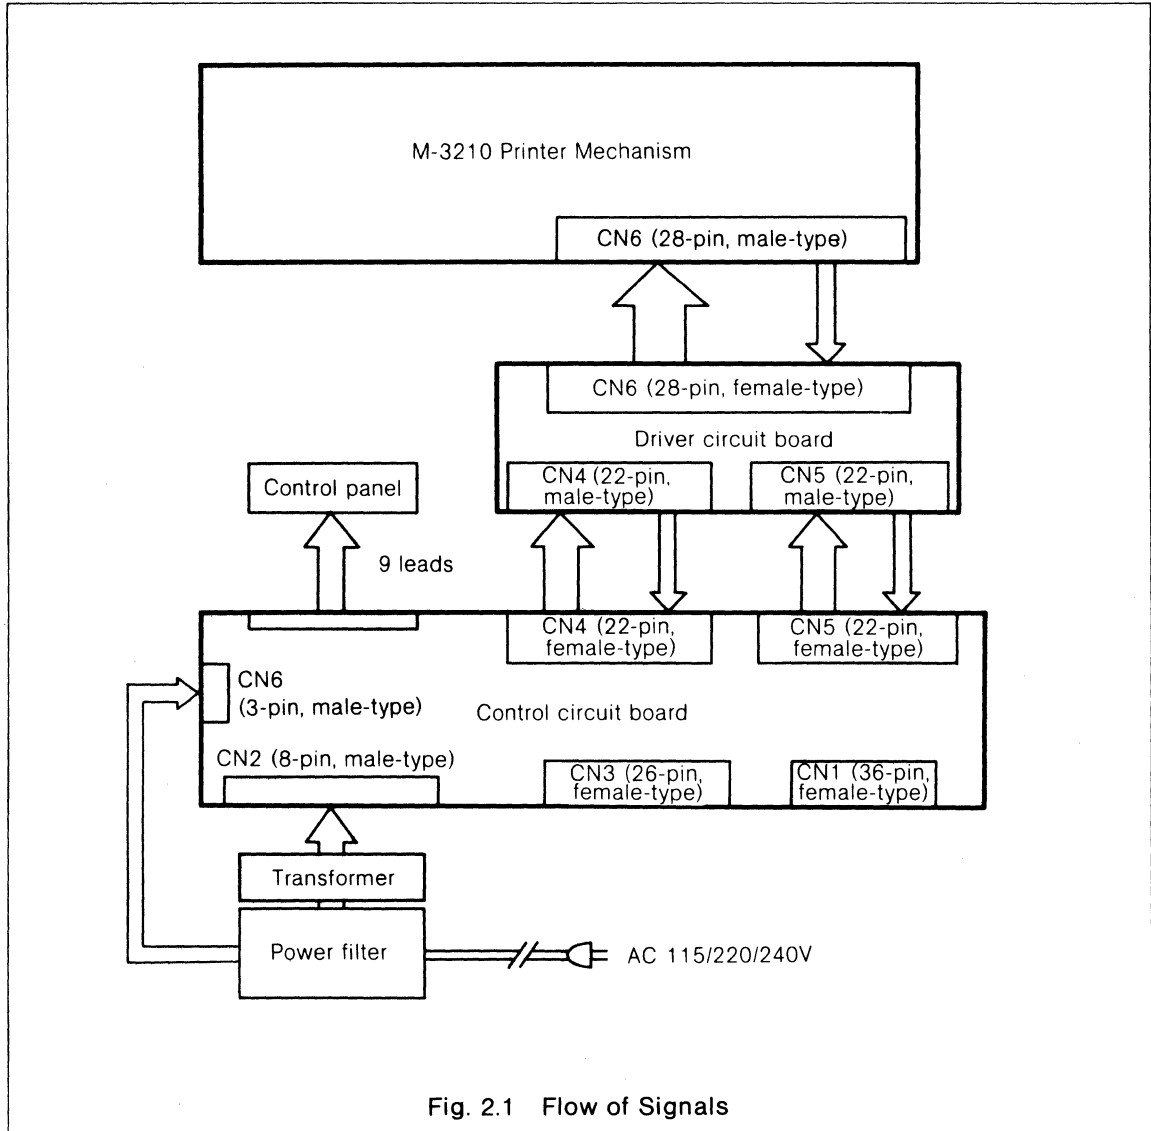 M-3210 Printer Mechanism
CN6 (28-pin, male-type)
CN6 (28-pin, female-type)
Driver circuit board
CN4 (22-pin,
male-type)
CN5 (22-pin,
male-type)
Control panel
9 leads
CN4 (22-pin,
female-type)
CN5 (22-pin,
female-type)
CN6
(3-pin, male-type)
Control circuit board
CN2 (8-pin, male-type)
CN3 (26-pin,
female-type)
CN1 (36-pin,
female-type)
Transformer
Power filter
AC 115/220/240V
Fig. 2.1 Flow of Signals